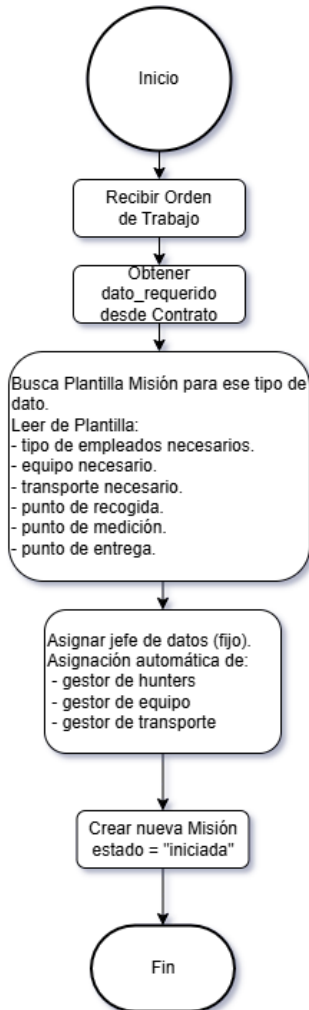 Inicio
Recibir Orden
de Trabajo
Obtener
dato_requerido
desde Contrato
Busca Plantilla Misión para ese tipo de
dato.
Leer de Plantilla:
- tipo de empleados necesarios.
- equipo necesario.
- transporte necesario.
- punto de recogida.
- punto de medición.
- punto de entrega.
Asignar jefe de datos (fijo).
Asignación automática de:
- gestor de hunters
- gestor de equipo
- gestor de transporte
Crear nueva Misión
estado = "iniciada"
Fin